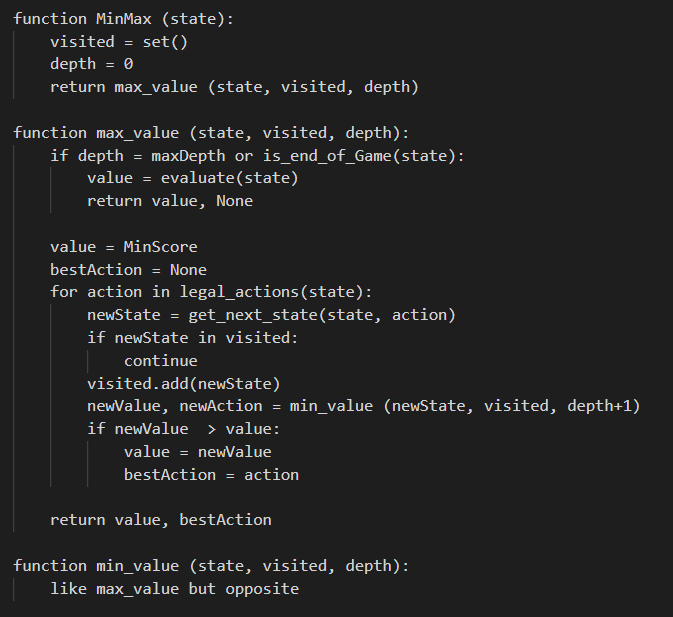 function MinMax (state):
    visited = set()
    depth = 0
    return max_value (state, visited, depth)

function max_value (state, visited, depth):
    if depth = maxDepth or is_end_of_Game(state):
        value = evaluate(state)
        return value, None

    value = MinScore
    bestAction = None
    for action in legal_actions(state):
        newState = get_next_state(state, action)
        if newState in visited:
            continue
        visited.add(newState)
        newValue, newAction = min_value (newState, visited, depth+1)
        if newValue  > value:
            value = newValue
            bestAction = action

    return value, bestAction

function min_value (state, visited, depth):
    like max_value but opposite